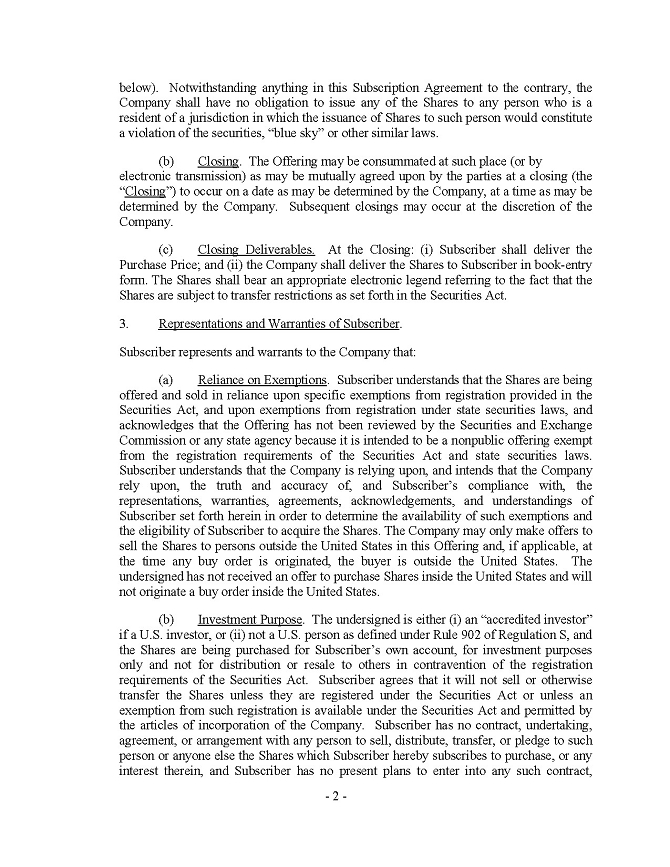 below).  Notwithstanding anything in this Subscription Agreement to the contrary, the
Company shall have no obligation to issue any of the Shares to any person who is a
resident of a jurisdiction in which the issuance of Shares to such person would constitute
a violation of the securities, “blue sky” or other similar laws.
(b) Closing.  The Offering may be consummated at such place (or by
electronic transmission) as may be mutually agreed upon by the parties at a closing (the
“Closing”) to occur on a date as may be determined by the Company, at a time as may be
determined by the Company.  Subsequent closings may occur at the discretion of the
Company.
(c) Closing Deliverables.  At the Closing: (i) Subscriber shall deliver the
Purchase Price; and (ii) the Company shall deliver the Shares to Subscriber in book-entry
form. The Shares shall bear an appropriate electronic legend referring to the fact that the
Shares are subject to transfer restrictions as set forth in the Securities Act.
3. Representations and Warranties of Subscriber.
Subscriber represents and warrants to the Company that:
(a) Reliance on Exemptions.  Subscriber understands that the Shares are being
offered and sold in reliance upon specific exemptions from registration provided in the
Securities Act, and upon exemptions from registration under state securities laws, and
acknowledges that the Offering has not been reviewed by the Securities and Exchange
Commission or any state agency because it is intended to be a nonpublic offering exempt
from the registration requirements of the Securities Act and state securities laws.
Subscriber understands that the Company is relying upon, and intends that the Company
rely upon, the truth and accuracy of, and Subscriber’s compliance with, the
representations, warranties, agreements, acknowledgements, and understandings of
Subscriber set forth herein in order to determine the availability of such exemptions and
the eligibility of Subscriber to acquire the Shares. The Company may only make offers to
sell the Shares to persons outside the United States in this Offering and, if applicable, at
the time any buy order is originated, the buyer is outside the United States.  The
undersigned has not received an offer to purchase Shares inside the United States and will
not originate a buy order inside the United States.
(b) Investment Purpose.  The undersigned is either (i) an “accredited investor”
if a U.S. investor, or (ii) not a U.S. person as defined under Rule 902 of Regulation S, and
the Shares are being purchased for Subscriber’s own account, for investment purposes
only and not for distribution or resale to others in contravention of the registration
requirements of the Securities Act.  Subscriber agrees that it will not sell or otherwise
transfer the Shares unless they are registered under the Securities Act or unless an
exemption from such registration is available under the Securities Act and permitted by
the articles of incorporation of the Company.  Subscriber has no contract, undertaking,
agreement, or arrangement with any person to sell, distribute, transfer, or pledge to such
person or anyone else the Shares which Subscriber hereby subscribes to purchase, or any
interest therein, and Subscriber has no present plans to enter into any such contract,
- 2 -